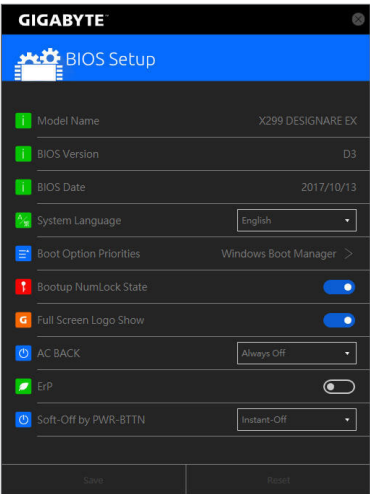 GIGABYTE™
BIOS Setup
Model Name X299 DESIGNARE EX
BIOS Version D3
BIOS Date 2017/10/13
System Language English
Boot Option Priorities Windows Boot Manager >
Bootup NumLock State
G Full Screen Logo Show
AC BACK Always Off
ErP
Soft-Off by PWR-BTTN Instant-Off
Save Reset